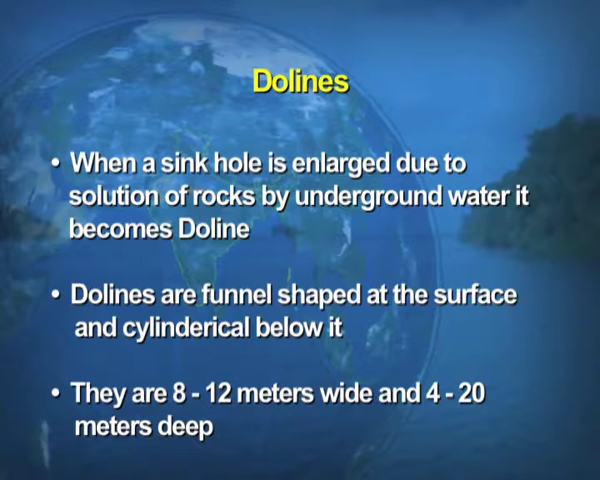 Dolines
• When a sink hole is enlarged due to
solution of rocks by underground water it
becomes Doline
• Dolines are funnel shaped at the surface
and cylinderical below it
• They are 8 - 12 meters wide and 4 - 20
meters deep